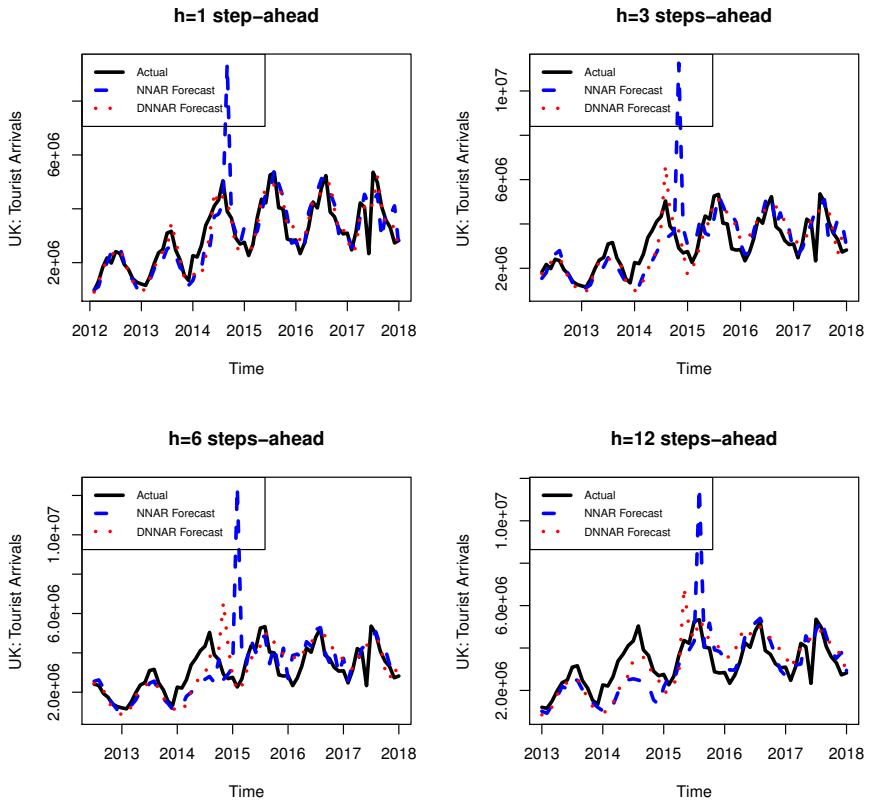 h=1 step−ahead
Actual
NNAR Forecast
DNNAR Forecast
UK: Tourist Arrivals
2e+06
6e+06
2012 2013 2014 2015 2016 2017 2018
Time
h=3 steps−ahead
Actual
NNAR Forecast
DNNAR Forecast
UK: Tourist Arrivals
2e+06
6e+06
1e+07
2013 2014 2015 2016 2017 2018
Time
h=6 steps−ahead
Actual
NNAR Forecast
DNNAR Forecast
UK: Tourist Arrivals
2.0e+06
6.0e+06
1.0e+07
2013 2014 2015 2016 2017 2018
Time
h=12 steps−ahead
Actual
NNAR Forecast
DNNAR Forecast
UK: Tourist Arrivals
2.0e+06
6.0e+06
1.0e+07
2013 2014 2015 2016 2017 2018
Time